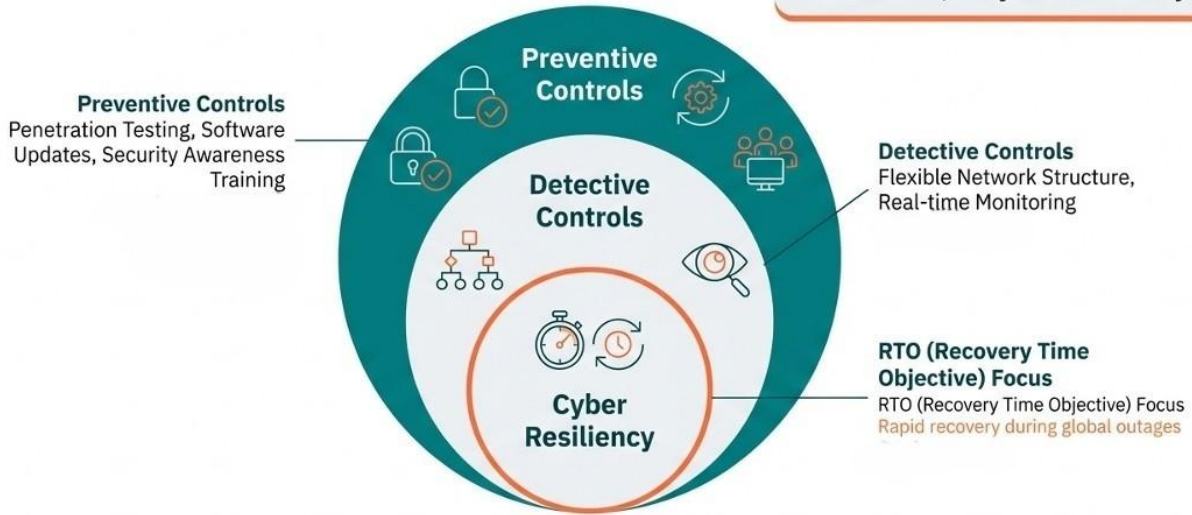 Preventive
Controls
Preventive Controls
Penetration Testing, Software
Updates, Security Awareness
Training
Detective
Controls
Detective Controls
Flexible Network Structure,
Real-time Monitoring
Cyber
Resiliency
RTO (Recovery Time
Objective) Focus
RTO (Recovery Time Objective) Focus
Rapid recovery during global outages